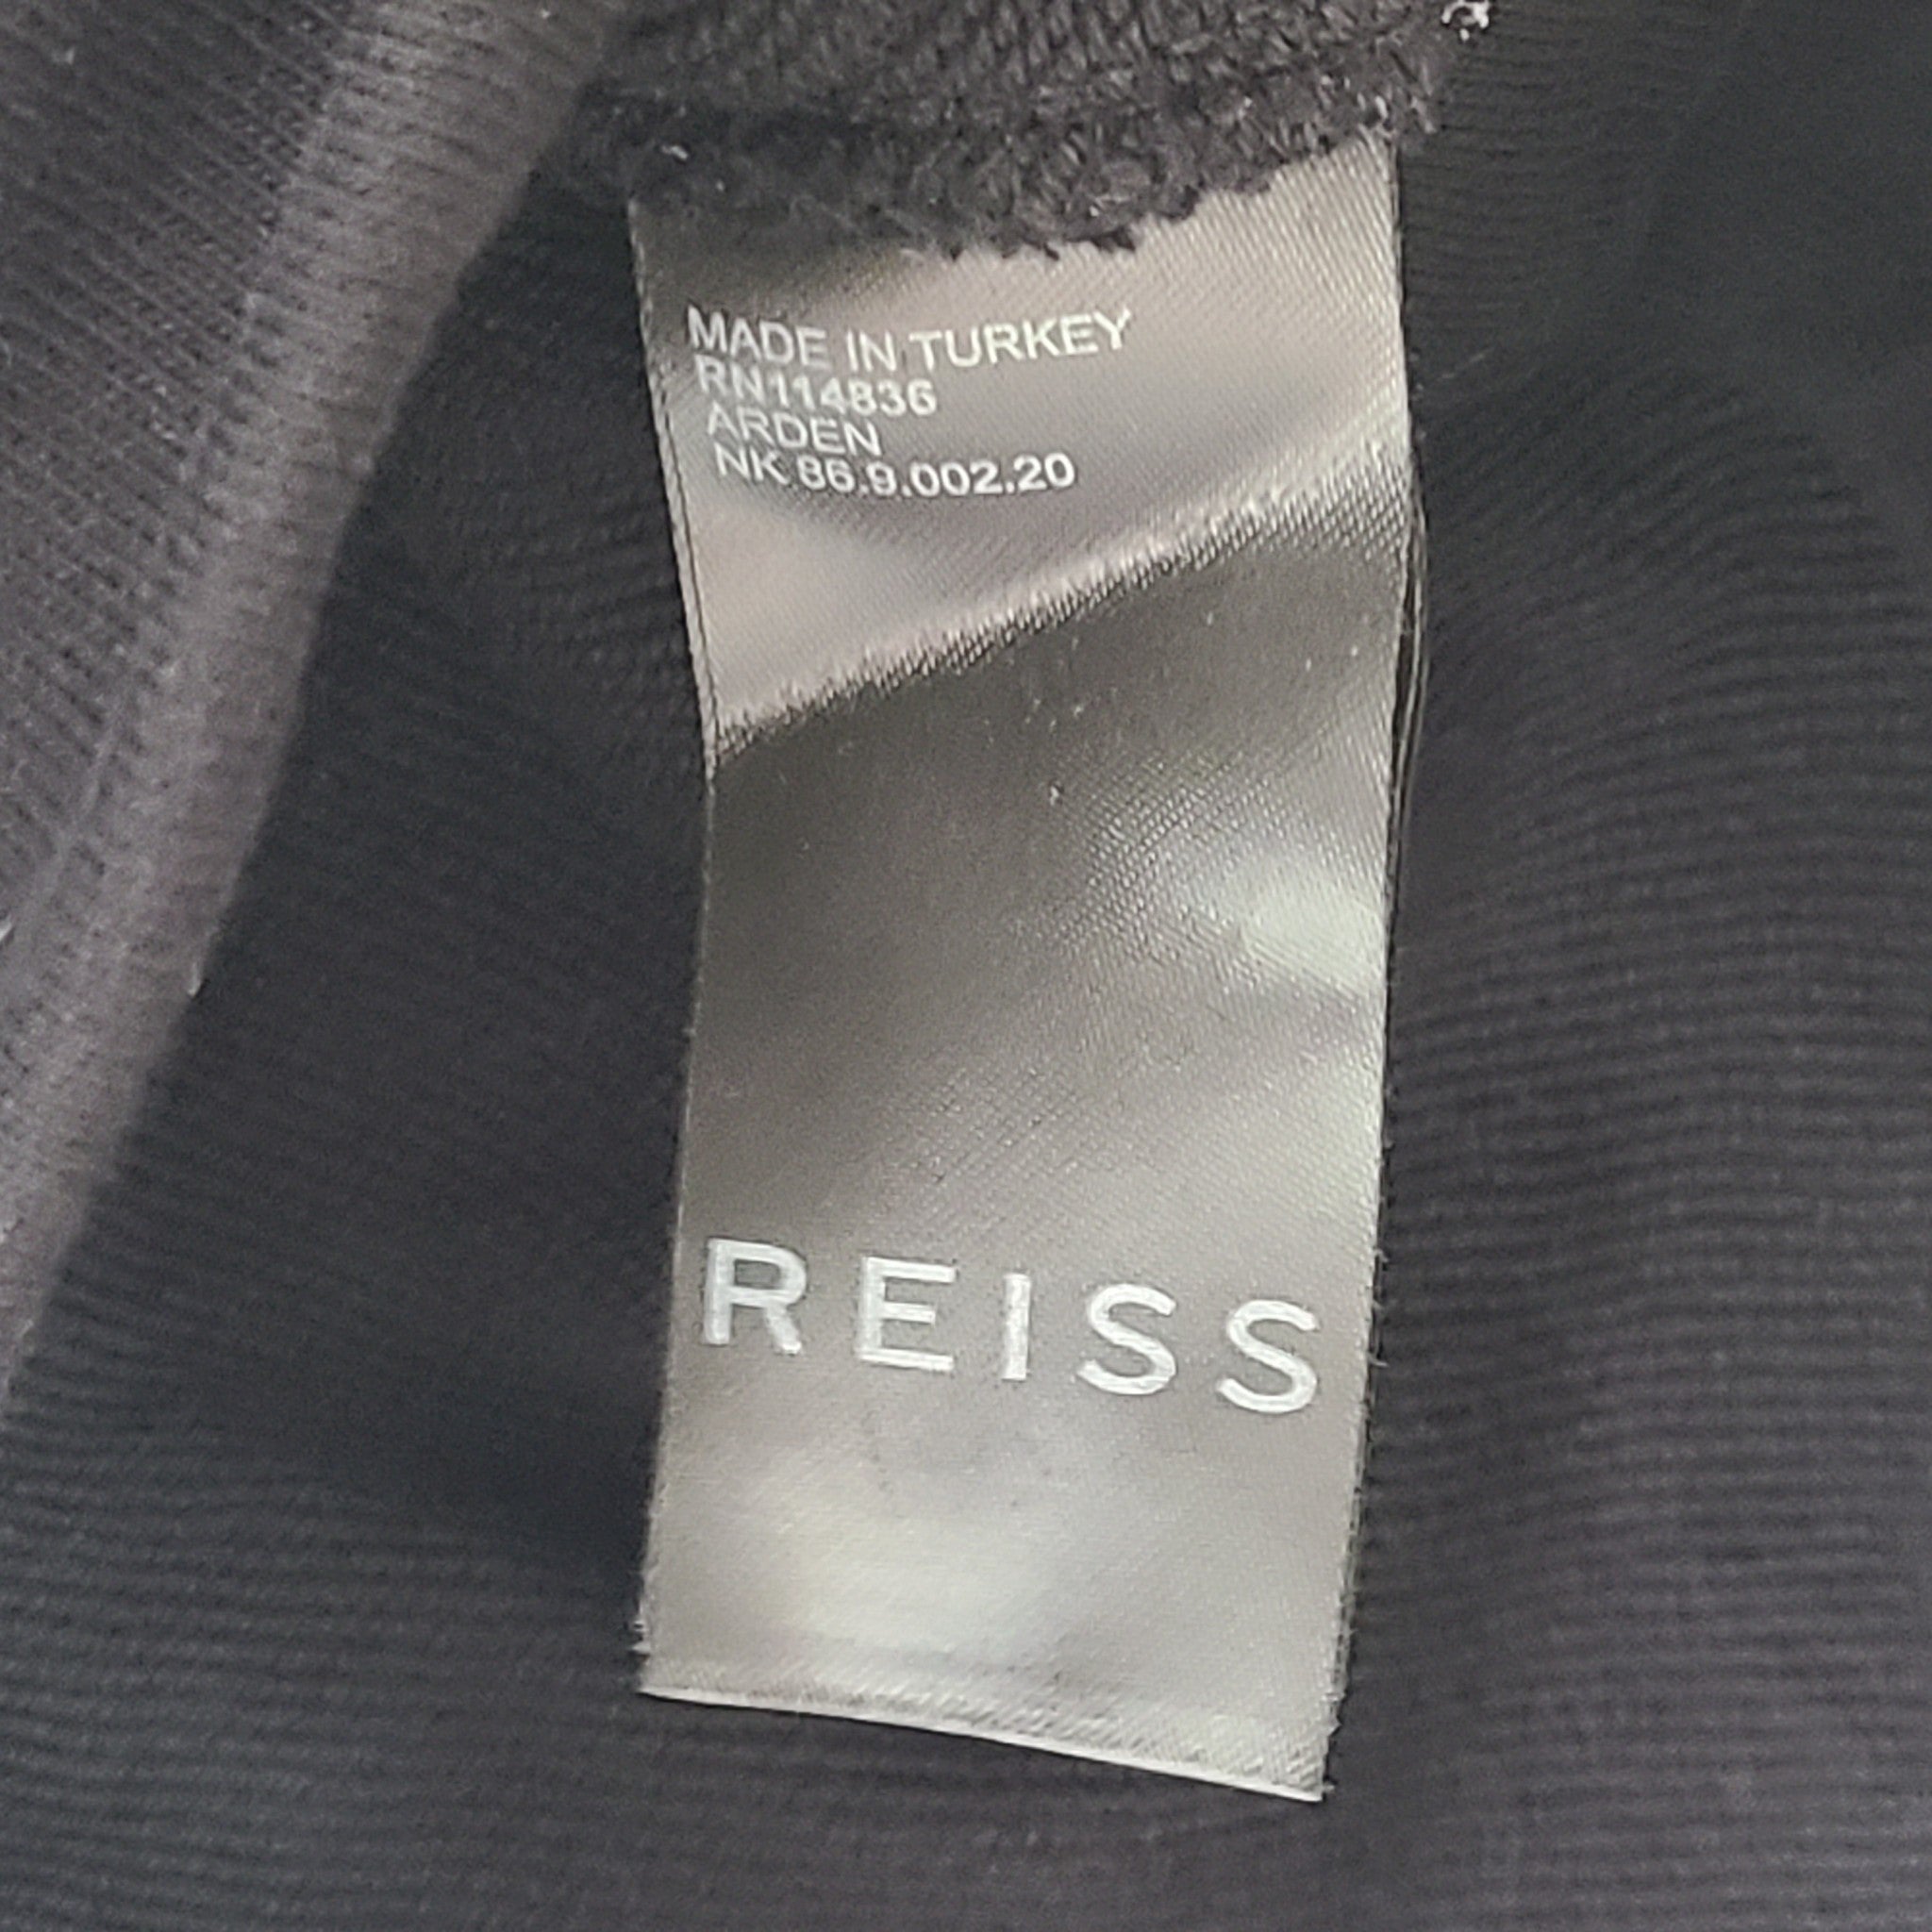 MADE IN TURKEY
RN114836
ARDEN
NK 86.9.002.20
REISS